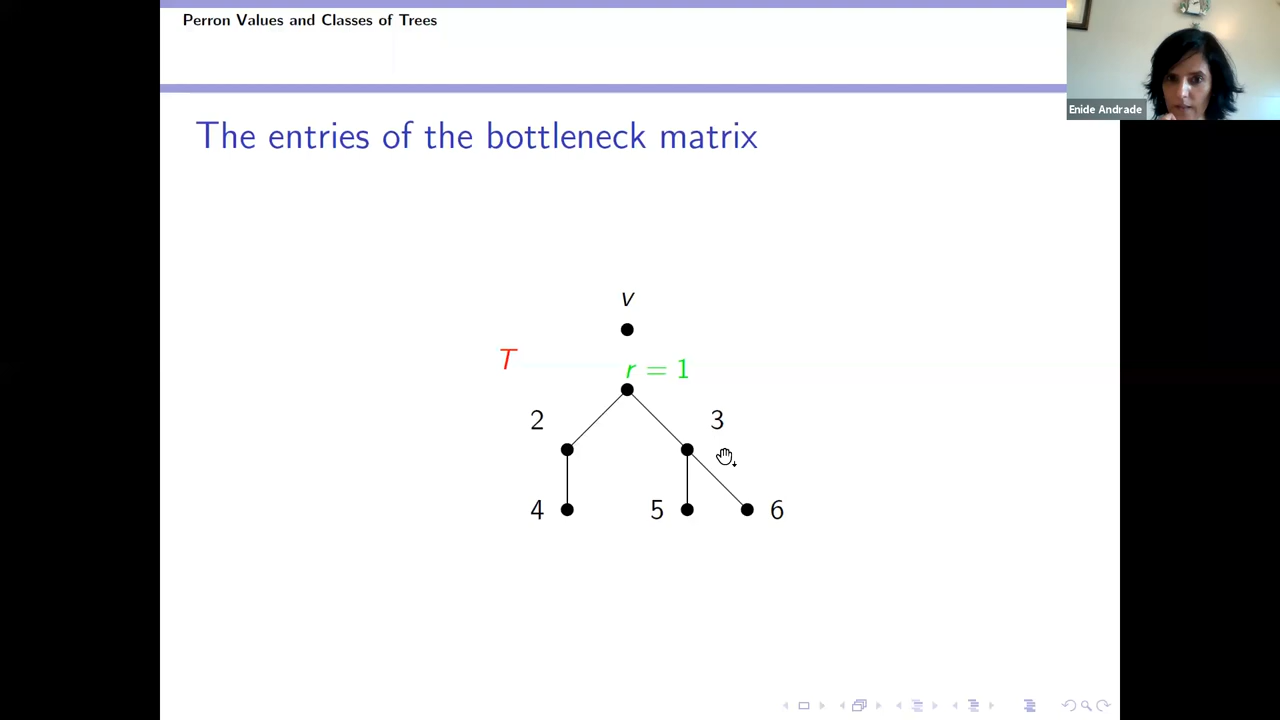 Perron Values and Classes of Trees
Enide Andrade
The entries of the bottleneck matrix
v
T
r = 1
2
3
4
5
6